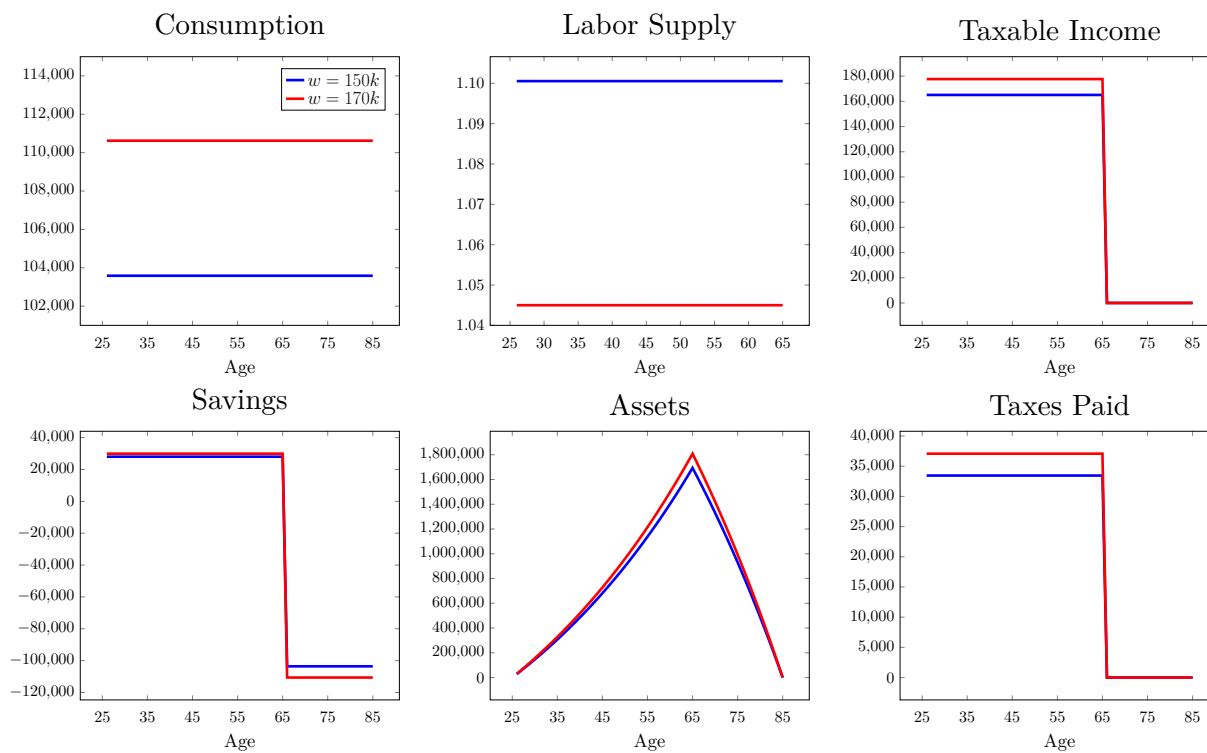 Consumption
114,000
112,000
110,000
108,000
106,000
104,000
102,000
w = 150k
w = 170k
25 35 45 55 65 75 85
Age
Labor Supply
1.10
1.09
1.08
1.07
1.06
1.05
1.04
25 30 35 40 45 50 55 60 65
Age
Taxable Income
180,000
160,000
140,000
120,000
100,000
80,000
60,000
40,000
20,000
0
25 35 45 55 65 75 85
Age
Savings
40,000
20,000
0
−20,000
−40,000
−60,000
−80,000
−100,000
−120,000
25 35 45 55 65 75 85
Age
Assets
1,800,000
1,600,000
1,400,000
1,200,000
1,000,000
800,000
600,000
400,000
200,000
0
25 35 45 55 65 75 85
Age
Taxes Paid
40,000
35,000
30,000
25,000
20,000
15,000
10,000
5,000
0
25 35 45 55 65 75 85
Age